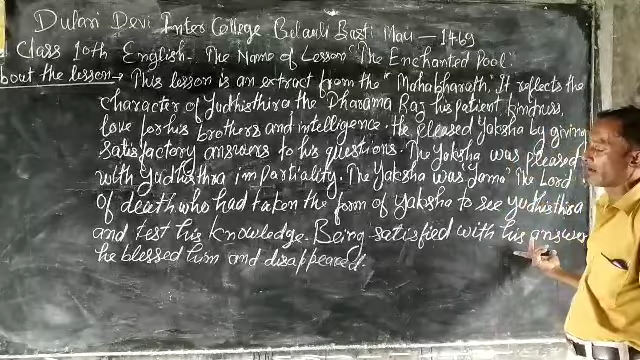 Dulari Devi Inter College Belauli Basti Mau - 1469
Class 10th English - The Name of Lesson "The Enchanted Pool"
bout the lesson → This lesson is an extract from the "Mahabharath". It reflects the
character of Yudhisthira the Dharama Raj his patient kindness
love for his brothers and intelligence. He pleased Yaksha by giving
satisfactory answers to his questions. The Yaksha was pleased
with Yudhisthira impartiality. The Yaksha was "Jama" The Lord
of death who had taken the form of Yaksha to see Yudhisthira
and test his knowledge. Being satisfied with his answer
he blessed him and disappeared.